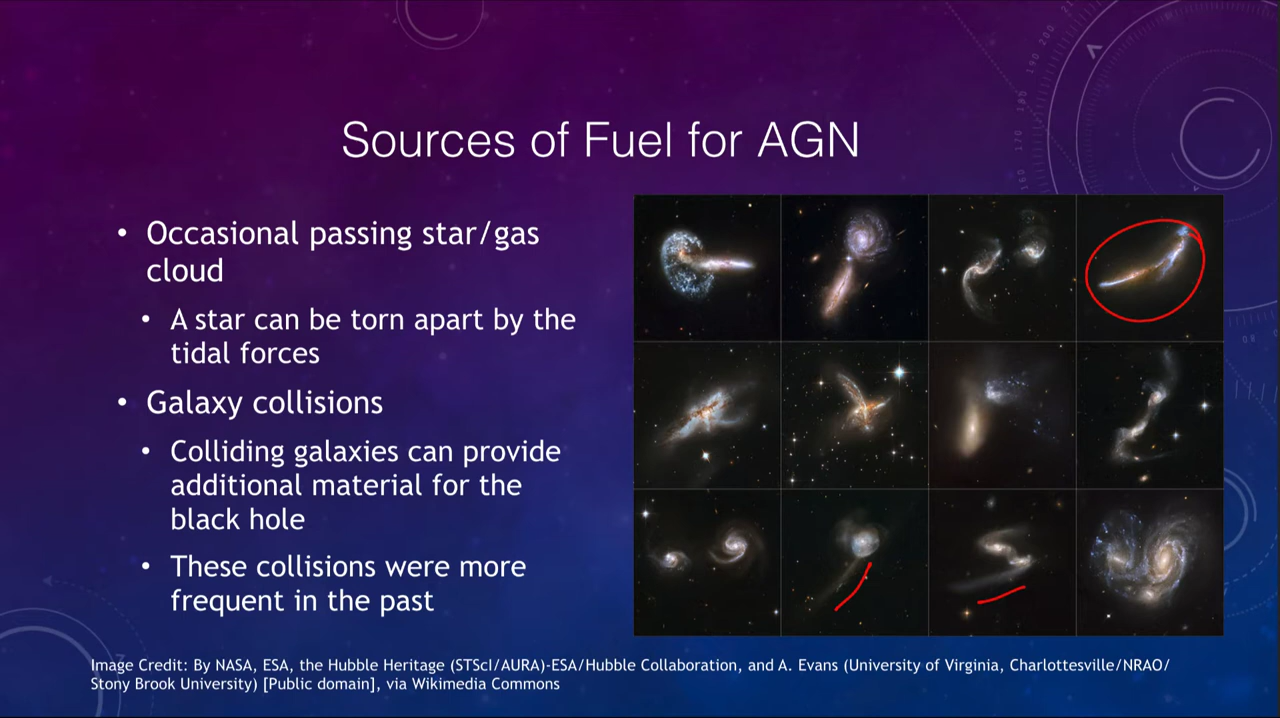 Sources of Fuel for AGN
• Occasional passing star/gas
cloud
• A star can be torn apart by the
tidal forces
• Galaxy collisions
• Colliding galaxies can provide
additional material for the
black hole
• These collisions were more
frequent in the past
Image Credit: By NASA, ESA, the Hubble Heritage (STScI/AURA)-ESA/Hubble Collaboration, and A. Evans (University of Virginia, Charlottesville/NRAO/
Stony Brook University) [Public domain], via Wikimedia Commons